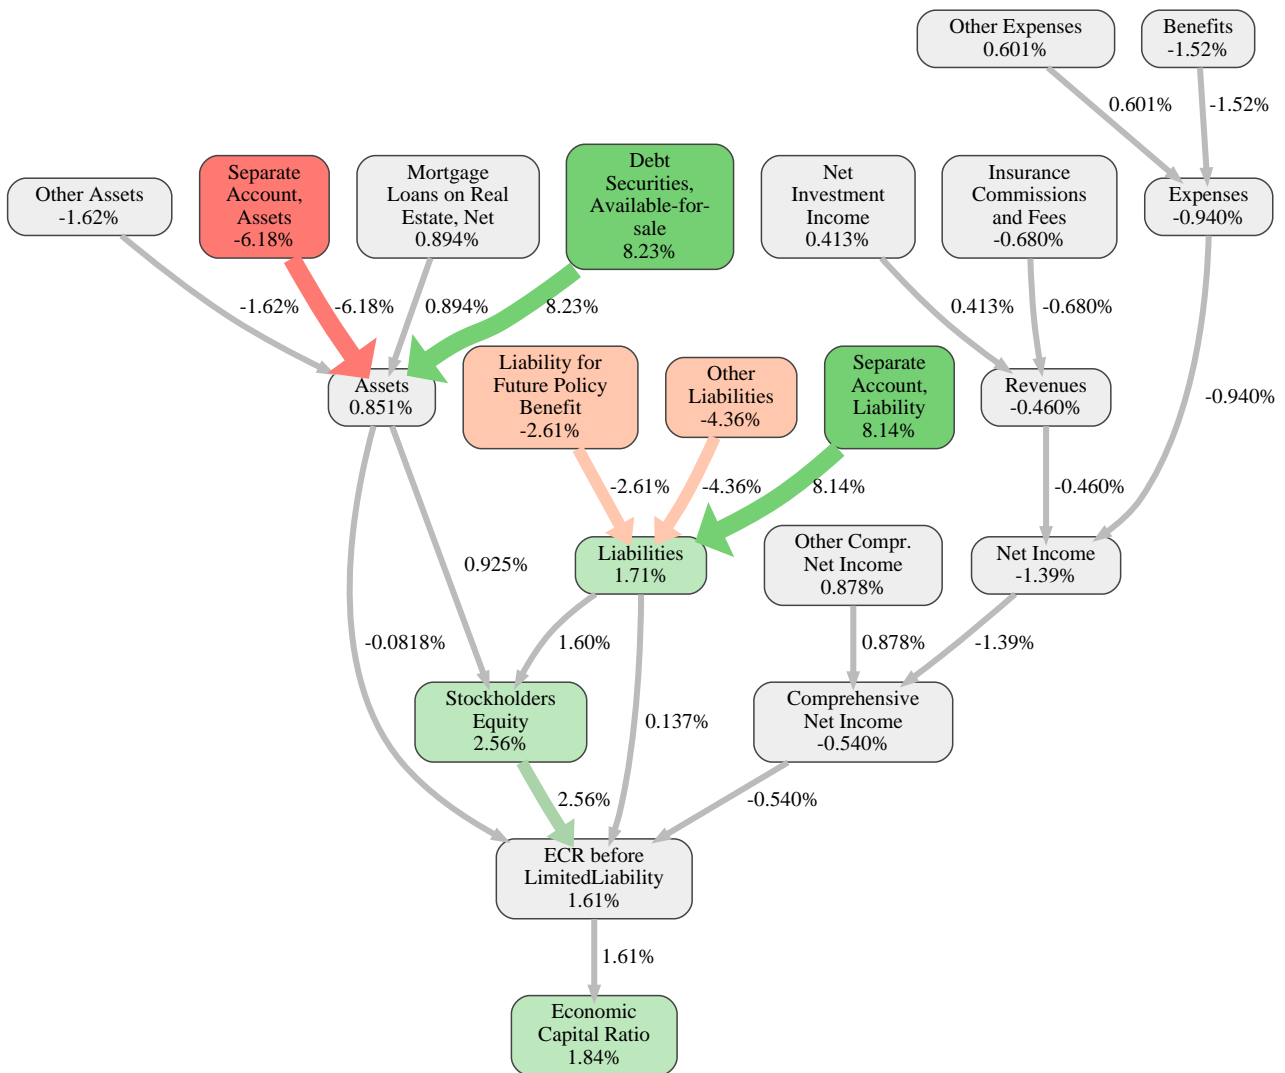 Other Expenses
0.601%
Benefits
-1.52%
0.601%
-1.52%
Other Assets
-1.62%
Separate
Account,
Assets
-6.18%
Mortgage
Loans on Real
Estate, Net
0.894%
Debt
Securities,
Available-for-
sale
8.23%
Net
Investment
Income
0.413%
Insurance
Commissions
and Fees
-0.680%
Expenses
-0.940%
-1.62%
-6.18%
0.894%
8.23%
0.413%
-0.680%
Assets
0.851%
Liability for
Future Policy
Benefit
-2.61%
Other
Liabilities
-4.36%
Separate
Account,
Liability
8.14%
Revenues
-0.460%
-0.940%
-2.61%
-4.36%
8.14%
-0.460%
0.925%
Liabilities
1.71%
Other Compr.
Net Income
0.878%
Net Income
-1.39%
-0.0818%
1.60%
0.878%
-1.39%
Stockholders
Equity
2.56%
0.137%
Comprehensive
Net Income
-0.540%
2.56%
-0.540%
ECR before
LimitedLiability
1.61%
1.61%
Economic
Capital Ratio
1.84%